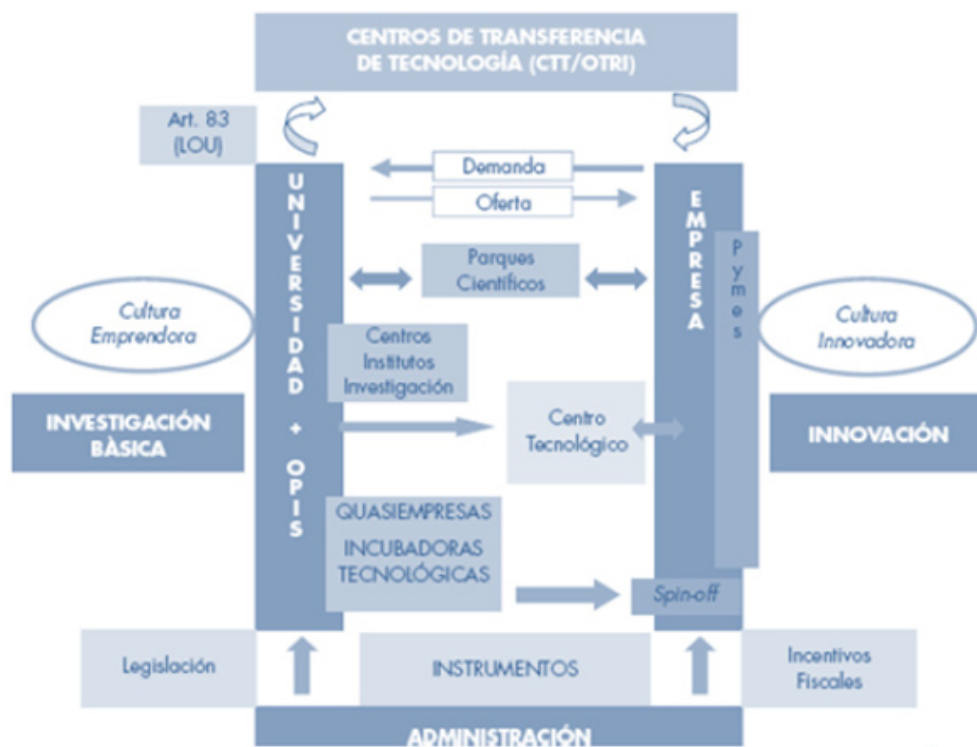 CENTROS DE TRANSFERENCIA
DE TECNOLOGÍA (CTT/OTRI)
Art. 83
(LOU)
Demanda
Oferta
UNIVERSIDAD + OPIS
EMPRESA
Pymes
Parques
Científicos
Cultura
Emprendora
Cultura
Innovadora
Centros
Institutos
Investigación
INVESTIGACIÓN
BÀSICA
Centro
Tecnológico
INNOVACIÓN
QUASIEMPRESAS
INCUBADORAS
TECNOLÓGICAS
Spin-off
Legislación
INSTRUMENTOS
Incentivos
Fiscales
ADMINISTRACIÓN